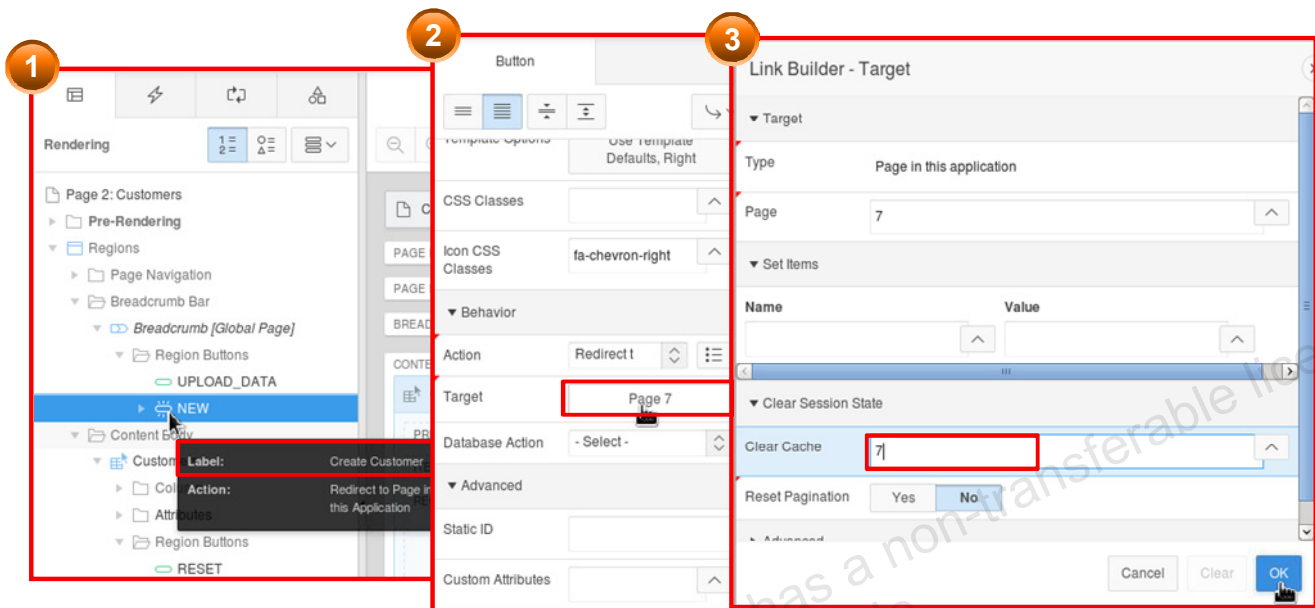 1
Rendering
Page 2: Customers
Pre-Rendering
Regions
Page Navigation
Breadcrumb Bar
Breadcrumb [Global Page]
Region Buttons
UPLOAD_DATA
NEW
Content Body
Label: Create Customer
Action: Redirect to Page in
this Application
Attributes
Region Buttons
RESET
PAGE
PAGE
2
Button
Template Options
Use Template
Defaults, Right
CSS Classes
Icon CSS
Classes
fa-chevron-right
Behavior
Action
Redirect t
Target
Page 7
Database Action
- Select -
Advanced
Static ID
Custom Attributes
3
Link Builder - Target
Target
Type
Page in this application
Page
7
Set Items
Name
Value
Clear Session State
Clear Cache
7
Reset Pagination
Yes
No
Advanced
Cancel
Clear
OK
has a non-transferable lice